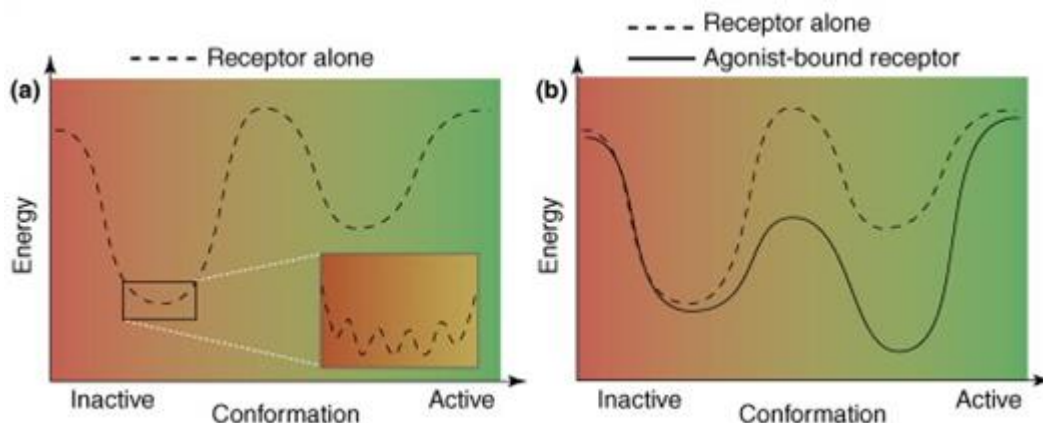 Receptor alone
(a)
Energy
Inactive
Conformation
Active
Receptor alone
Agonist-bound receptor
(b)
Energy
Inactive
Conformation
Active